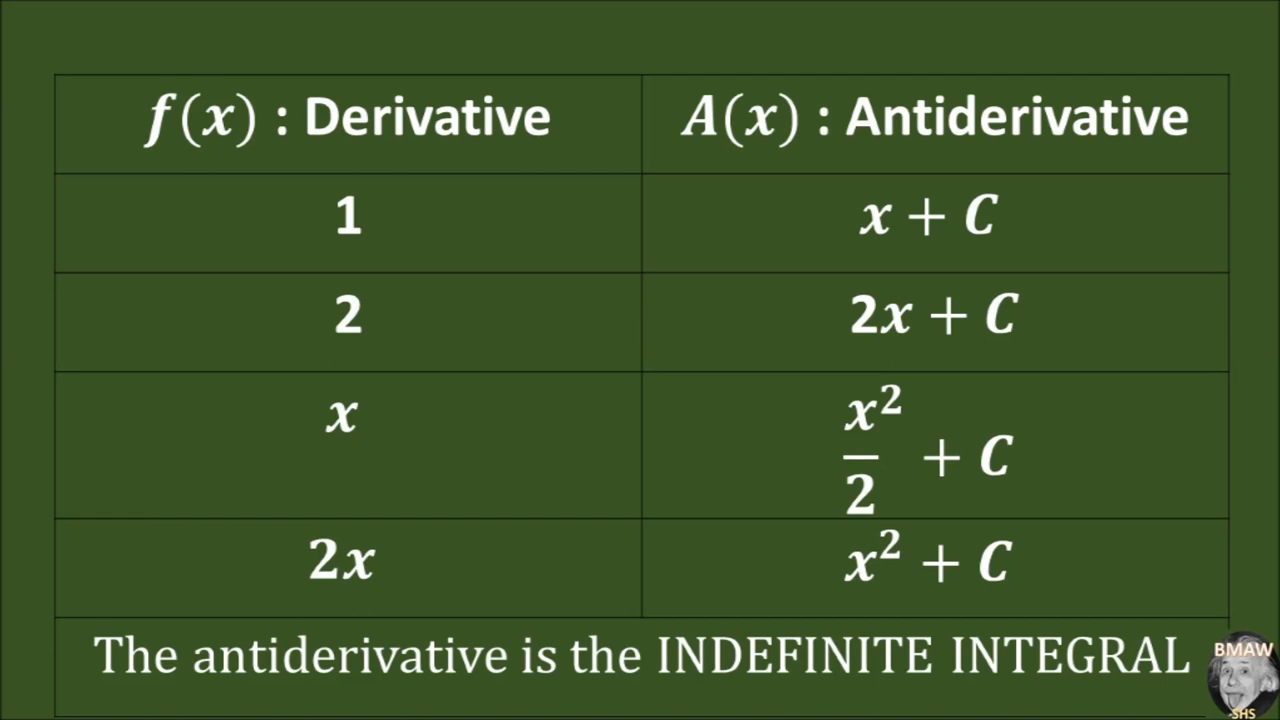 f(x) : Derivative A(x) : Antiderivative
1 x + C
2 2x + C
x x²/2 + C
2x x² + C
The antiderivative is the INDEFINITE INTEGRAL
BMAW
SHS